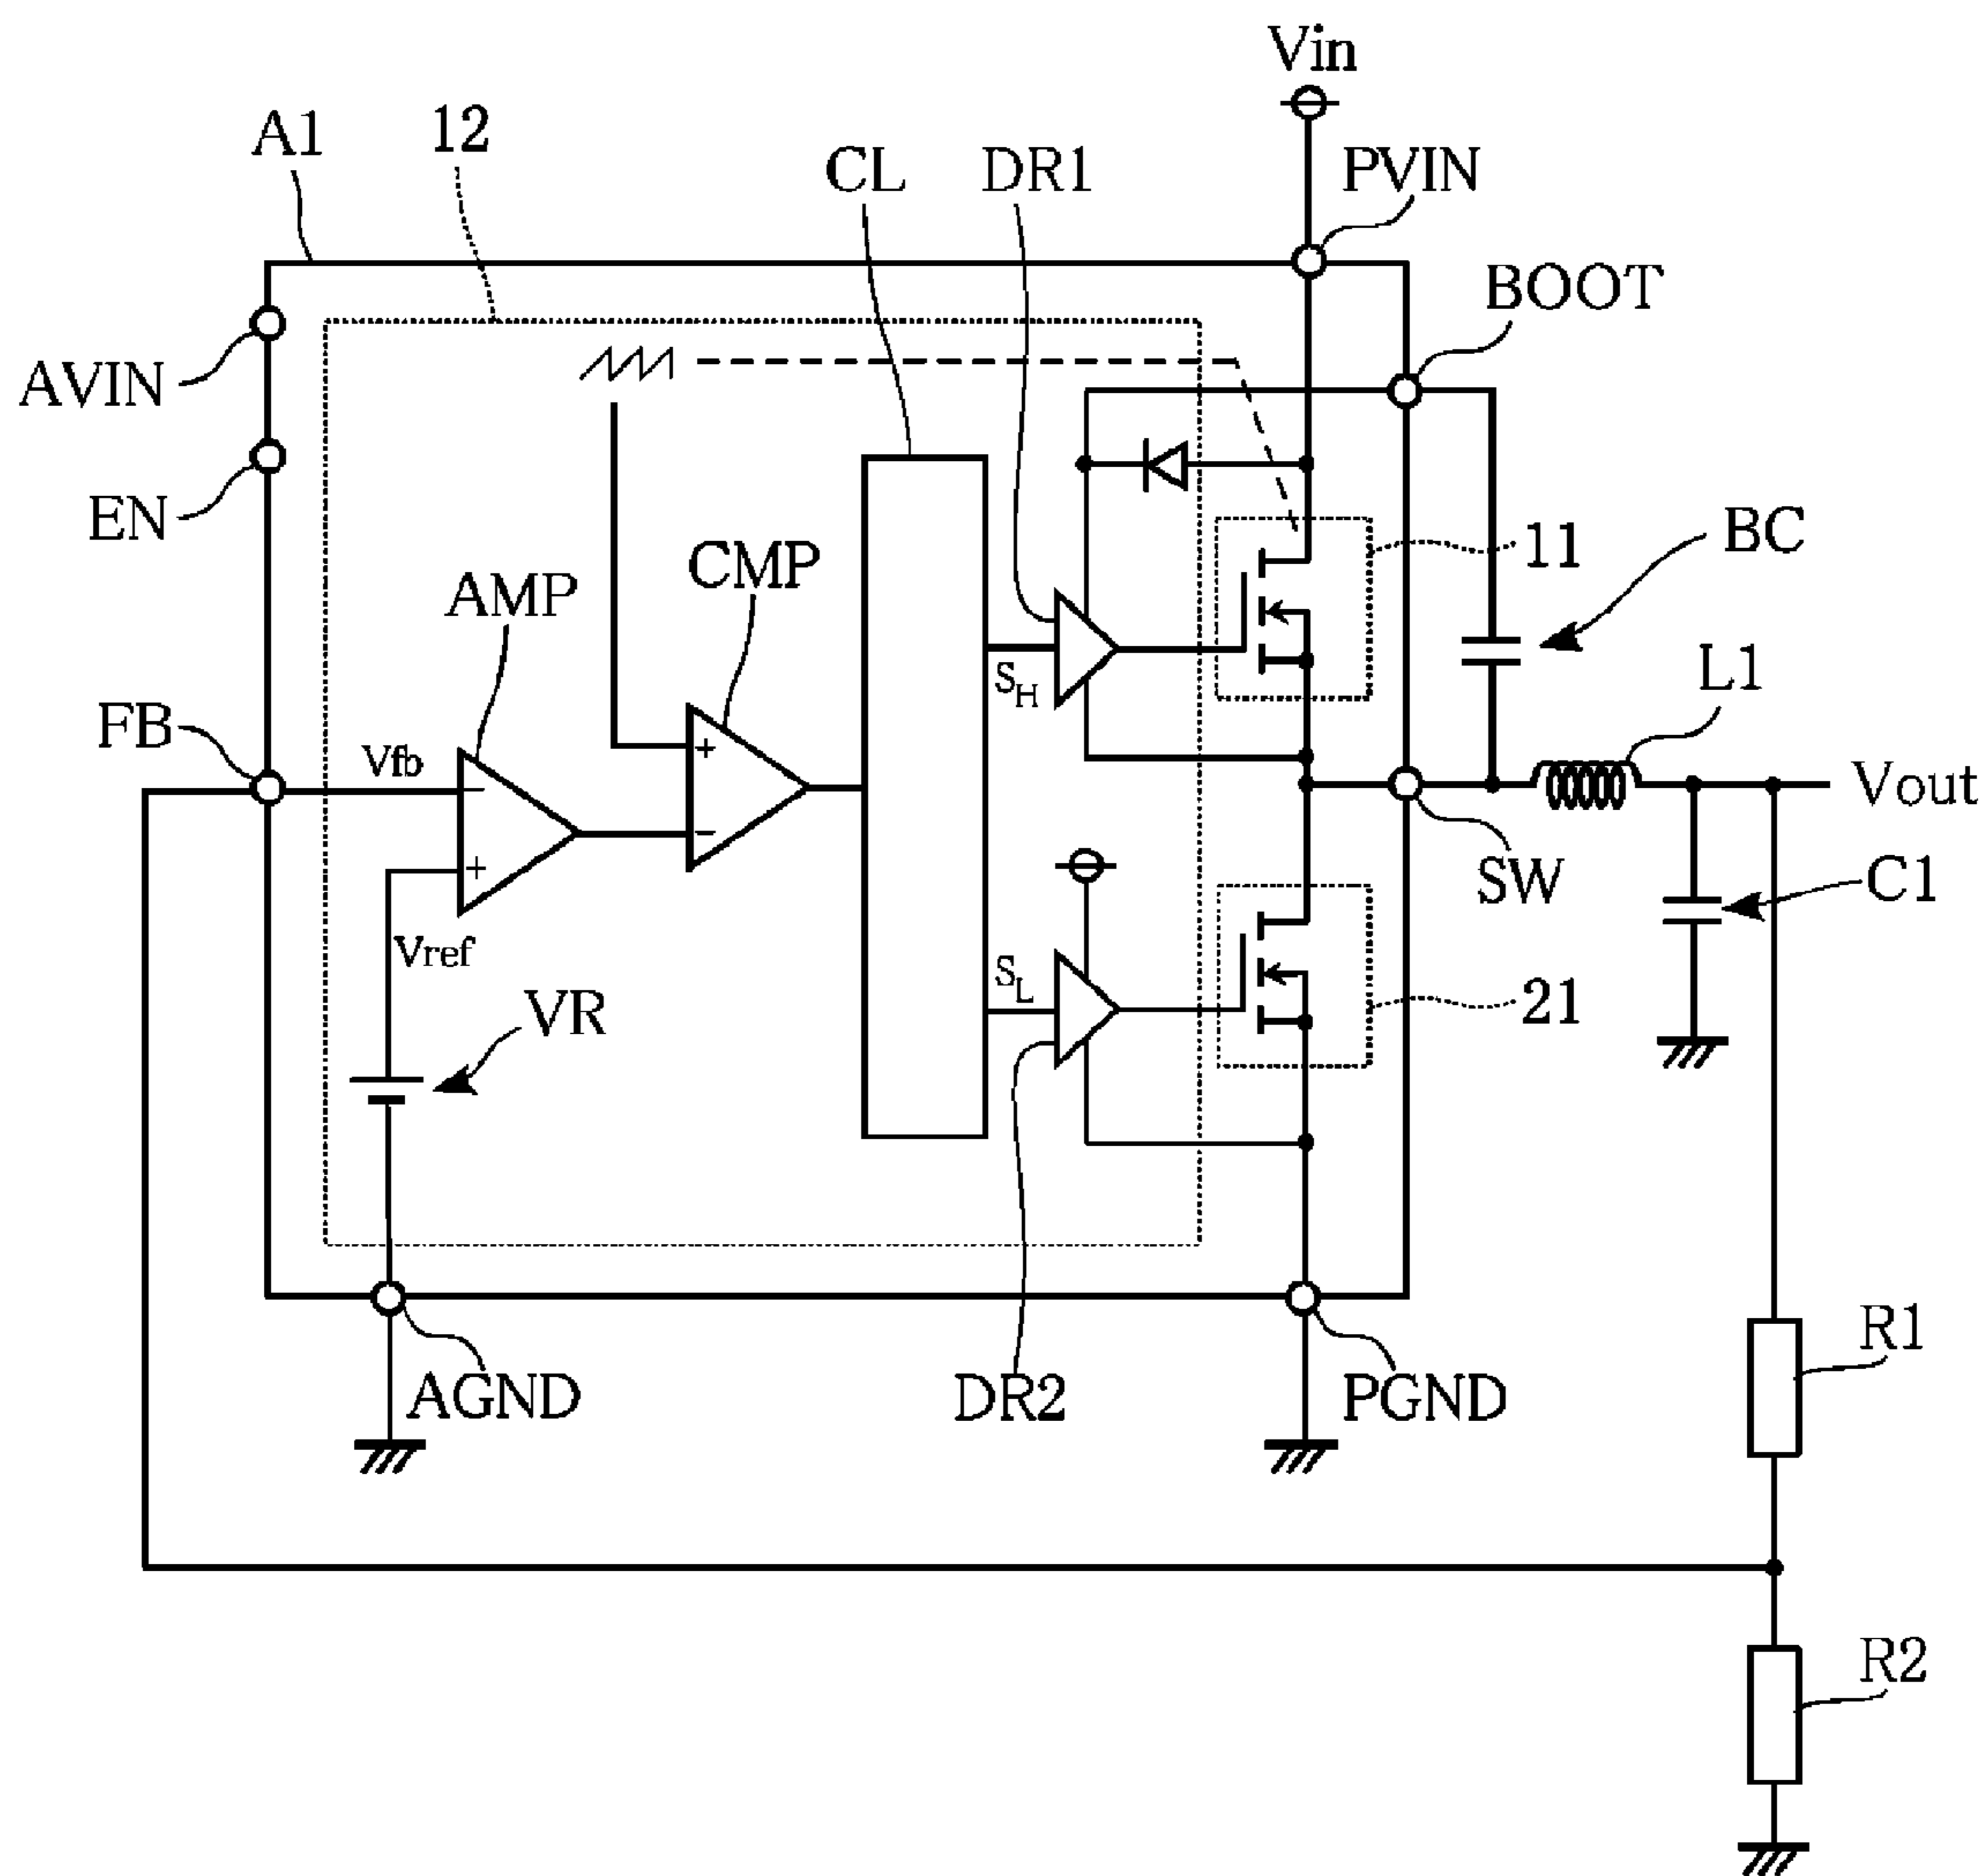 Vin
A1
12
CL
DR1
PVIN
BOOT
AVIN
EN
11
BC
AMP
CMP
L1
FB
Vfb
SH
Vout
SW
C1
Vref
SL
VR
21
AGND
DR2
PGND
R1
R2
+
−
−
+